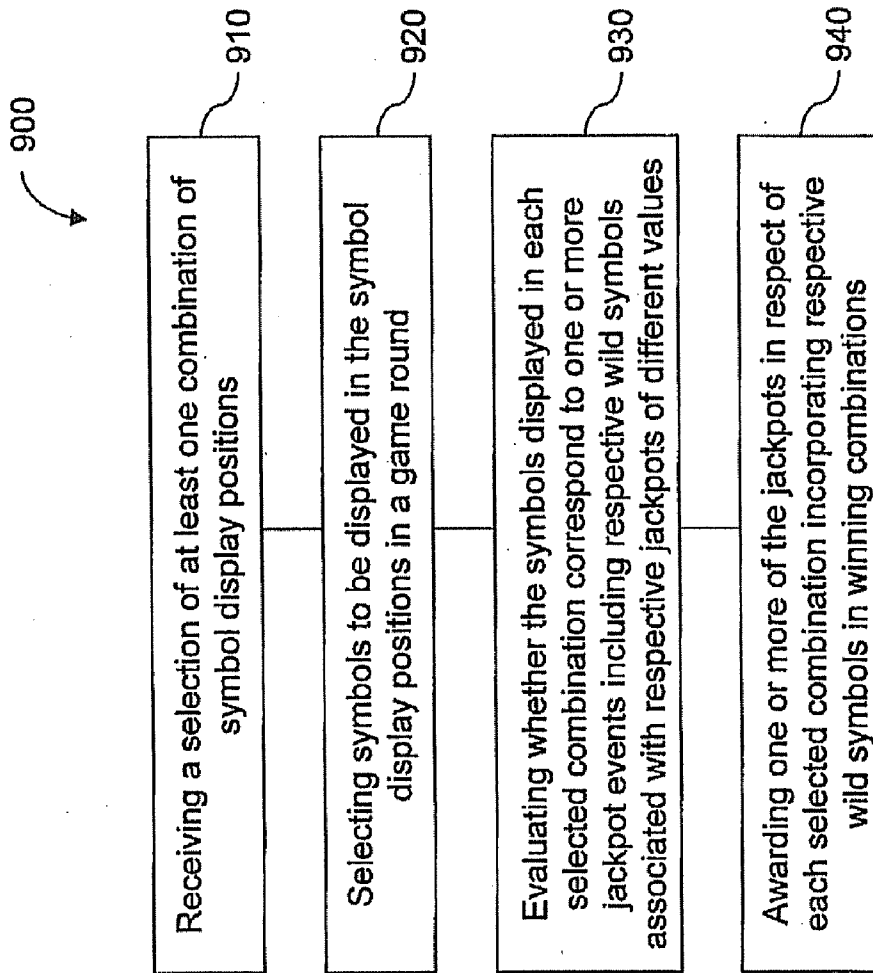 900
Receiving a selection of at least one combination of
symbol display positions
910
Selecting symbols to be displayed in the symbol
display positions in a game round
920
Evaluating whether the symbols displayed in each
selected combination correspond to one or more
jackpot events including respective wild symbols
associated with respective jackpots of different values
930
Awarding one or more of the jackpots in respect of
each selected combination incorporating respective
wild symbols in winning combinations
940